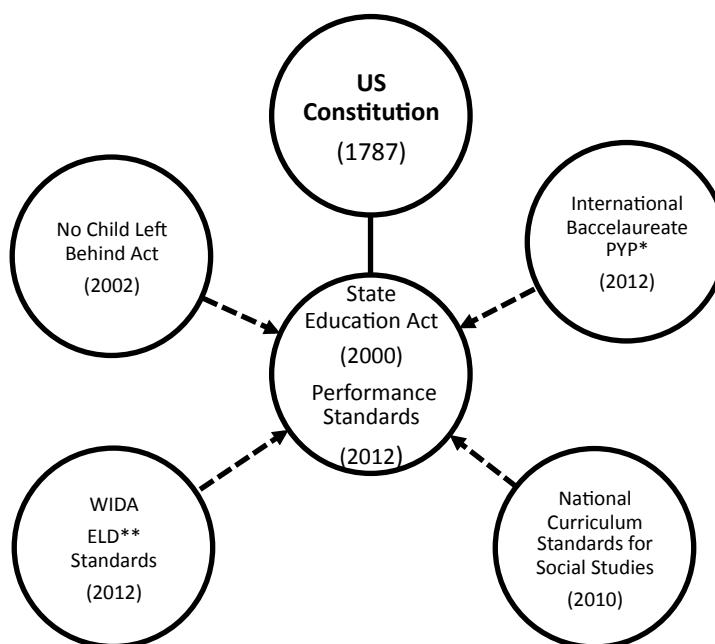 US
Constitution
(1787)
No Child Left
Behind Act
(2002)
International
Baccelaureate
PYP*
(2012)
State
Education Act
(2000)
Performance
Standards
(2012)
WIDA
ELD**
Standards
(2012)
National
Curriculum
Standards for
Social Studies
(2010)